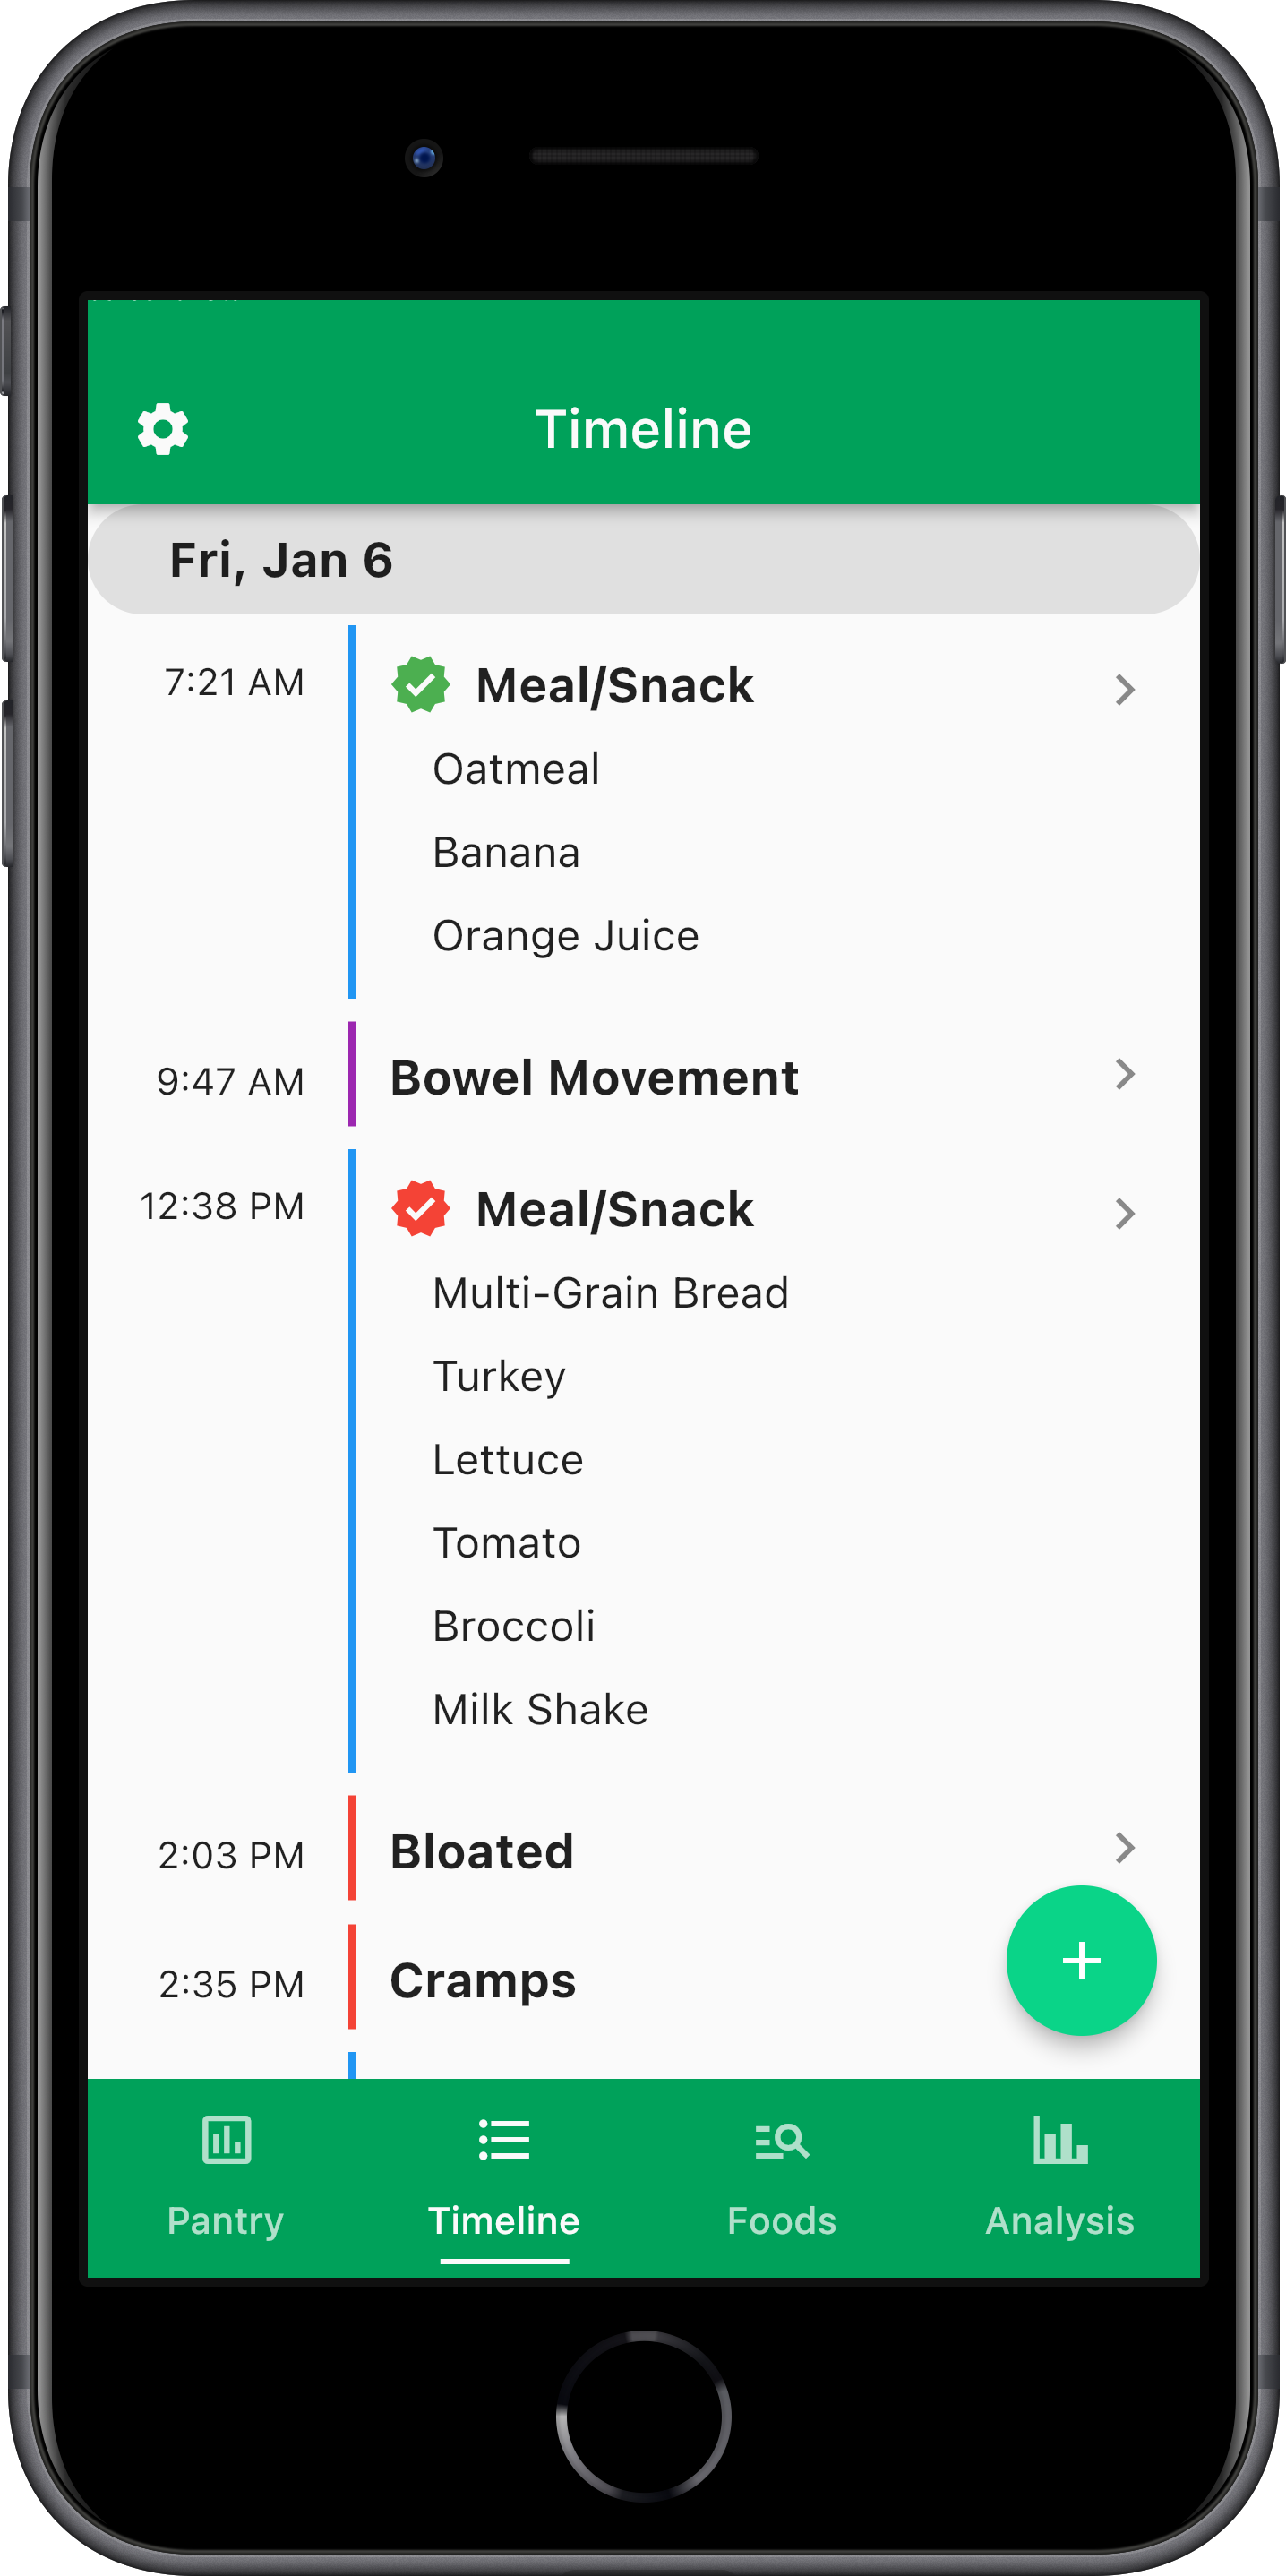 Timeline
Fri, Jan 6
7:21 AM
Meal/Snack
Oatmeal
Banana
Orange Juice
9:47 AM
Bowel Movement
12:38 PM
Meal/Snack
Multi-Grain Bread
Turkey
Lettuce
Tomato
Broccoli
Milk Shake
2:03 PM
Bloated
2:35 PM
Cramps
Pantry
Timeline
Foods
Analysis